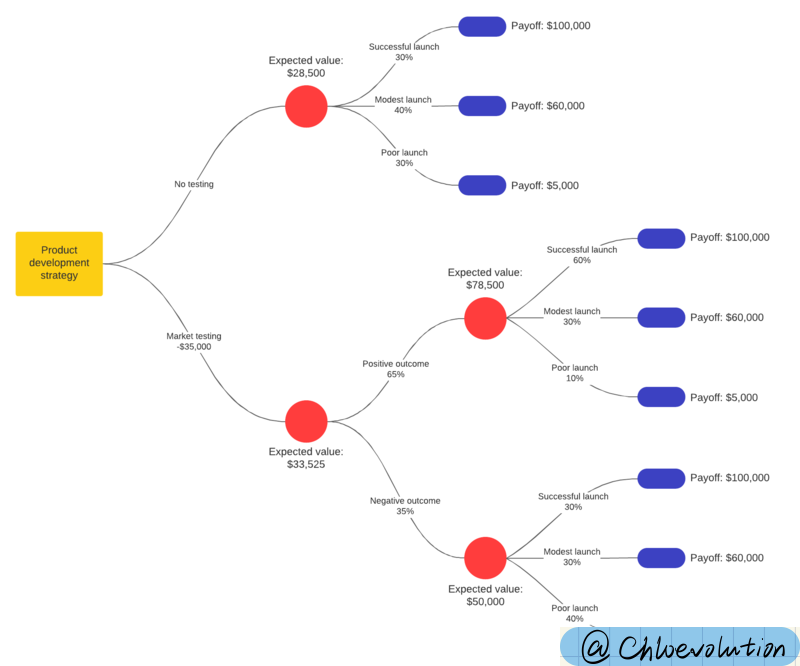 Expected value:
$28,500
Successful launch
30%
Payoff: $100,000
Modest launch
40%
Payoff: $60,000
Poor launch
30%
Payoff: $5,000
No testing
Product
development
strategy
Market testing
-$35,000
Expected value:
$33,525
Positive outcome
65%
Expected value:
$78,500
Successful launch
60%
Payoff: $100,000
Modest launch
30%
Payoff: $60,000
Poor launch
10%
Payoff: $5,000
Negative outcome
35%
Expected value:
$50,000
Successful launch
30%
Payoff: $100,000
Modest launch
30%
Payoff: $60,000
Poor launch
40%
@ Chloevolution